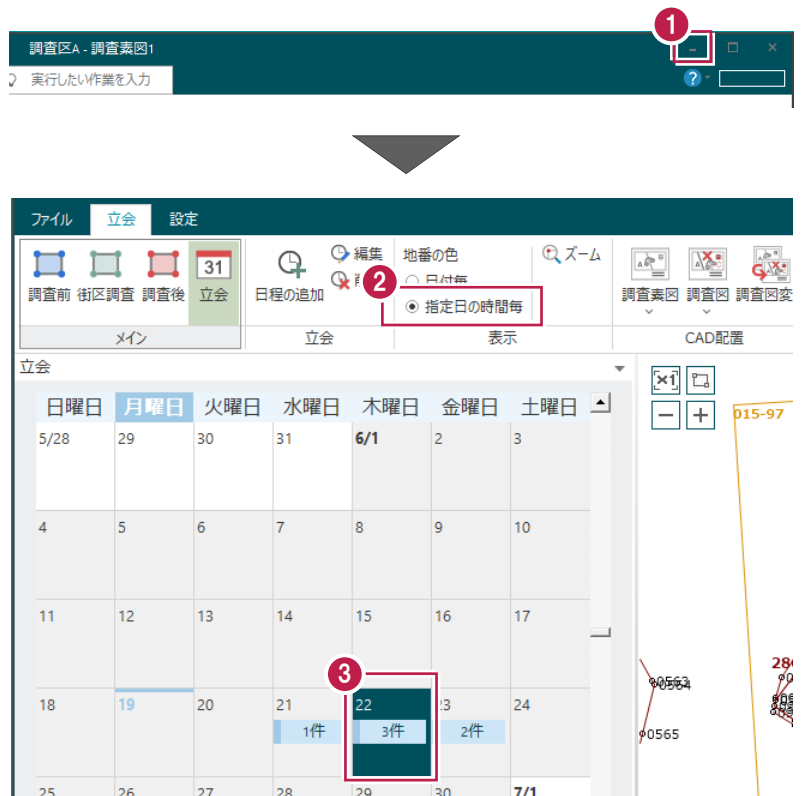 1
調査区A - 調査素図1
実行したい作業を入力
?
ファイル 立会 設定
31
編集
地番の色
ズーム
2
日付毎
調査前 街区調査 調査後 立会 日程の追加
指定日の時間毎
調査素図 調査図 調査図変
メイン 立会 表示 CAD配置
立会
日曜日 月曜日 火曜日 水曜日 木曜日 金曜日 土曜日
×1
015-97
5/28 29 30 31 6/1 2 3
4 5 6 7 8 9 10
11 12 13 14 15 16 17
3
18 19 20 21 22 23 24
1件 3件 2件
0564
0565
25 26 27 28 29 30 7/1